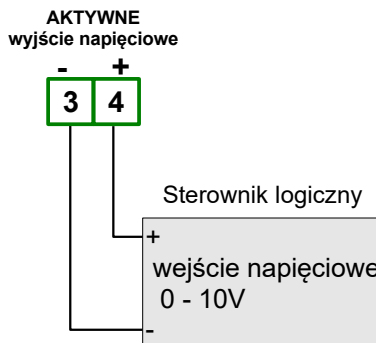 AKTYWNE
wyjście napięciowe
- +
3 4
Sterownik logiczny
+
wejście napięciowe
0 - 10V
-